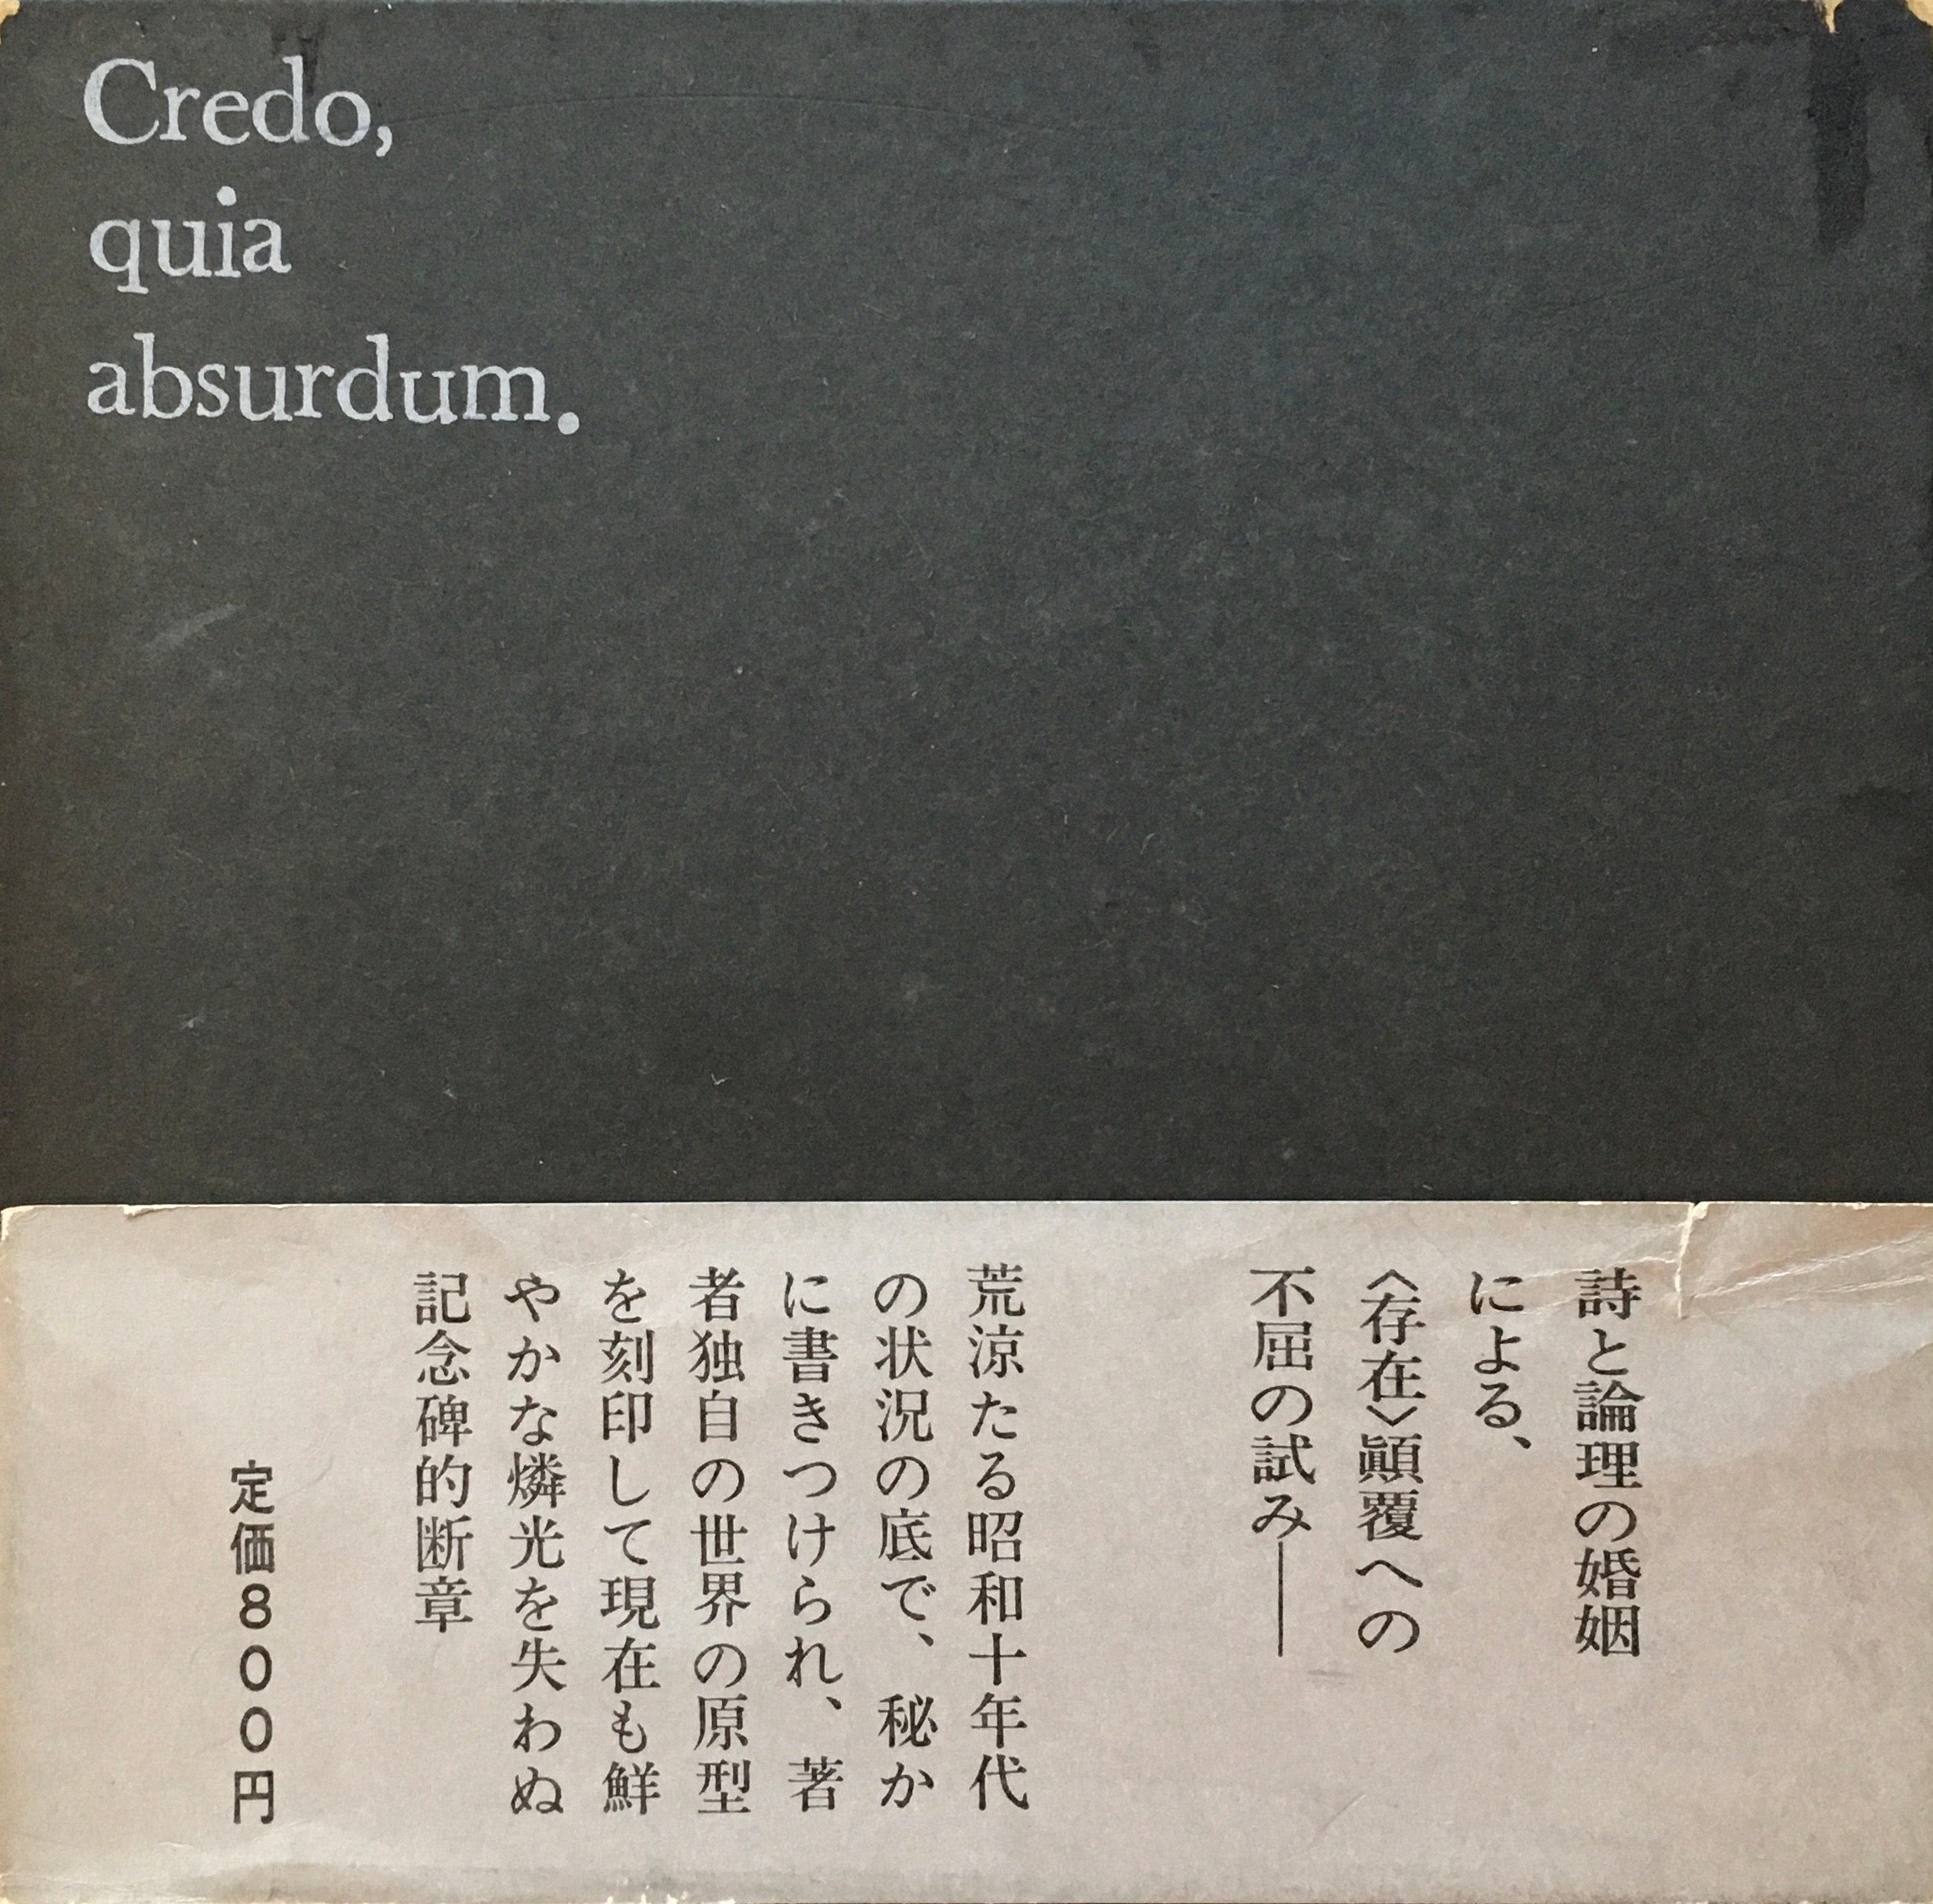 Credo,
quia
absurdum.
詩と論理の婚姻
による、
〈存在〉顚覆への
不屈の試み――
荒涼たる昭和十年代
の状況の底で、秘か
に書きつけられ、著
者独自の世界の原型
を刻印して現在も鮮
やかな燐光を失わぬ
記念碑的断章
定価800円